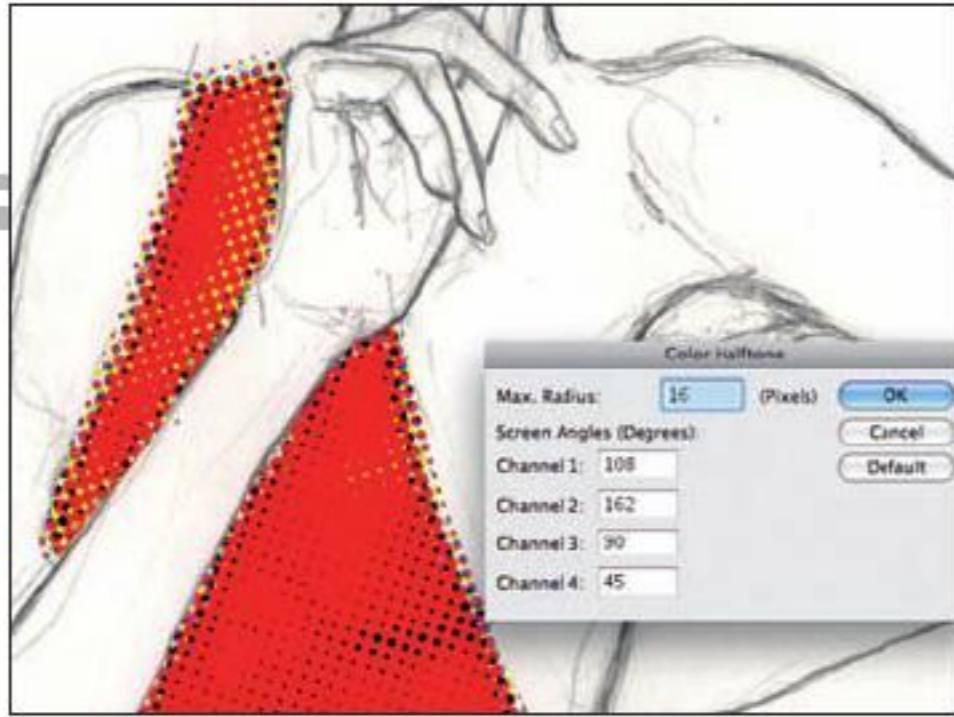 Color Halftone
Max. Radius: 16 (Pixels) OK
Screen Angles (Degrees): Cancel
Channel 1: 108 Default
Channel 2: 162
Channel 3: 90
Channel 4: 45